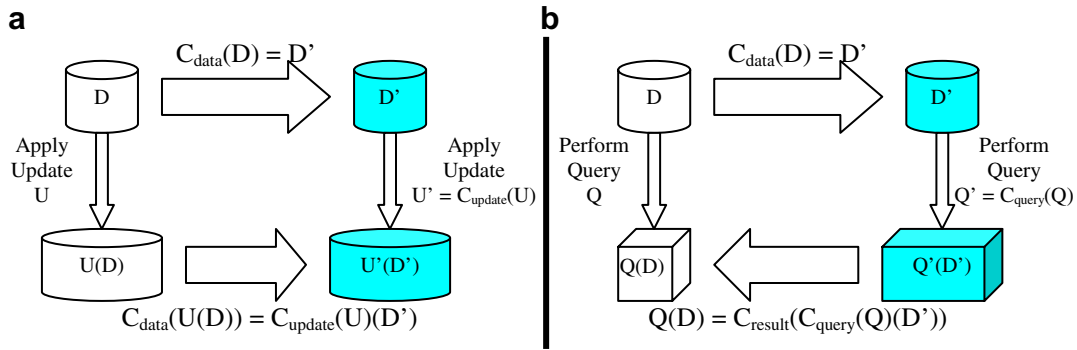 a
C_data(D) = D’
D
D’
Apply
Update
U
Apply
Update
U’ = C_update(U)
U(D)
U’(D’)
C_data(U(D)) = C_update(U)(D’)
b
C_data(D) = D’
D
D’
Perform
Query
Q
Perform
Query
Q’ = C_query(Q)
Q(D)
Q’(D’)
Q(D) = C_result(C_query(Q)(D’))